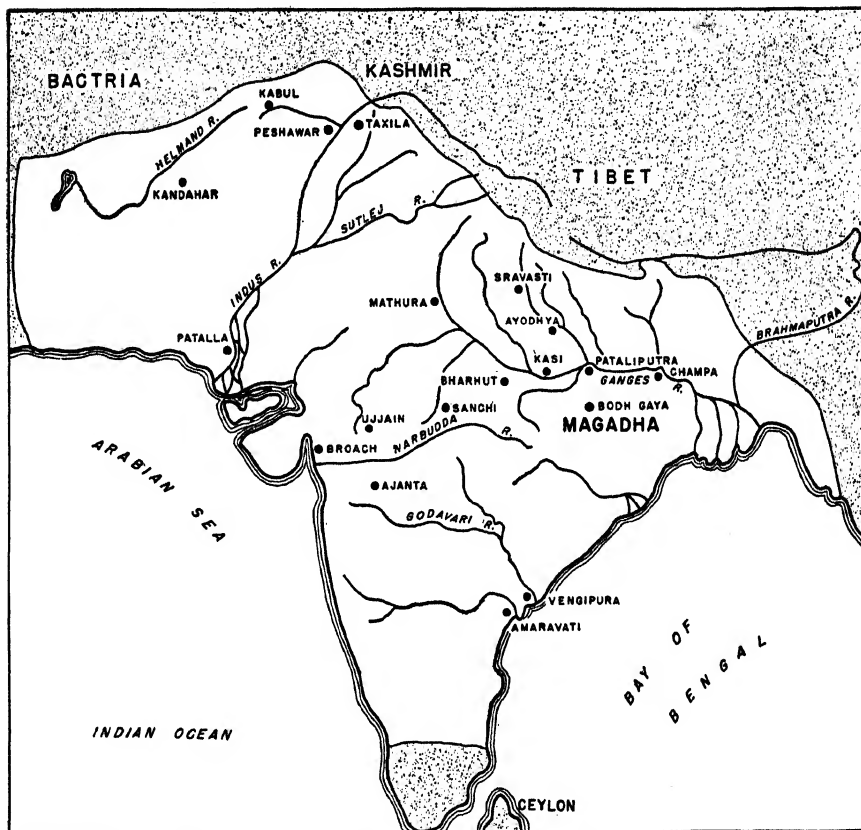 BACTRIA
KASHMIR
KABUL
PESHAWAR
TAXILA
HELMAND R.
KANDAHAR
TIBET
SUTLEJ R.
INDUS R.
SRAVASTI
MATHURA
AYODHYA
BRAHMAPUTRA R.
PATALLA
KASI
PATALIPUTRA
GANGES R.
CHAMPA
BHARHUT
SANCHI
BODH GAYA
UJJAIN
MAGADHA
NARBUDDA R.
BROACH
ARABIAN SEA
AJANTA
GODAVARI R.
VENGIPURA
AMARAVATI
BAY OF
BENGAL
INDIAN OCEAN
CEYLON